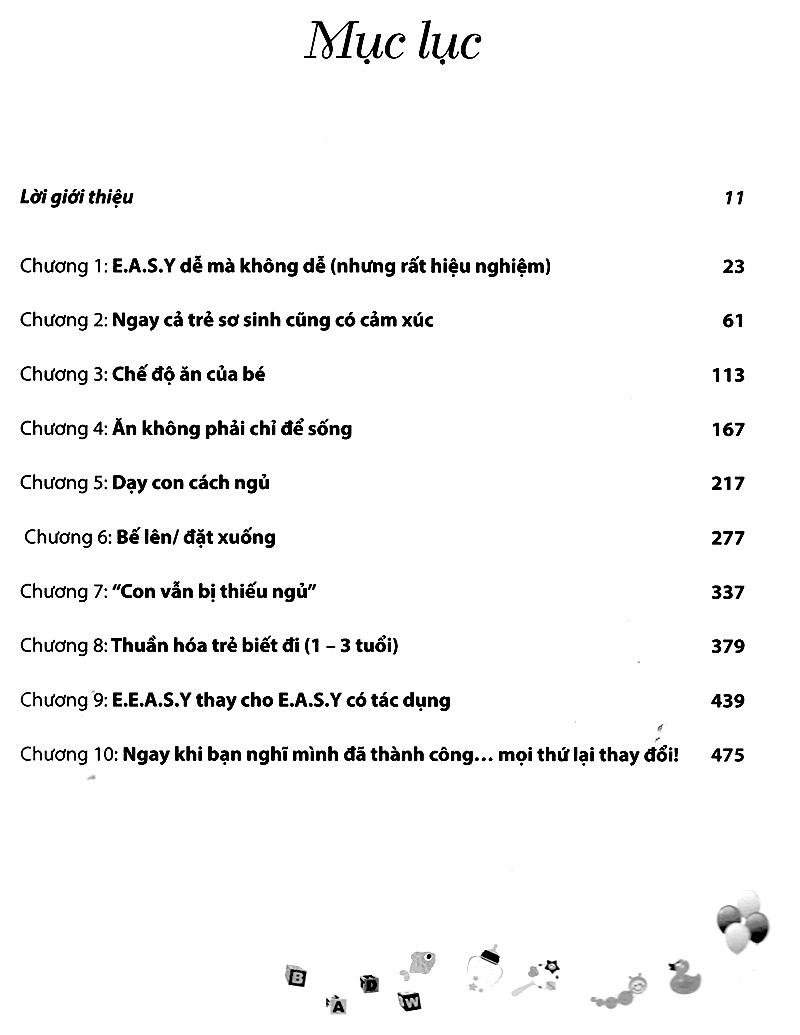 Mục lục
Lời giới thiệu 11
Chương 1: E.A.S.Y dễ mà không dễ (nhưng rất hiệu nghiệm) 23
Chương 2: Ngay cả trẻ sơ sinh cũng có cảm xúc 61
Chương 3: Chế độ ăn của bé 113
Chương 4: Ăn không phải chỉ để sống 167
Chương 5: Dạy con cách ngủ 217
Chương 6: Bế lên/ đặt xuống 277
Chương 7: “Con vẫn bị thiếu ngủ” 337
Chương 8: Thuần hóa trẻ biết đi (1 – 3 tuổi) 379
Chương 9: E.E.A.S.Y thay cho E.A.S.Y có tác dụng 439
Chương 10: Ngay khi bạn nghĩ mình đã thành công... mọi thứ lại thay đổi! 475
B
D
A
W